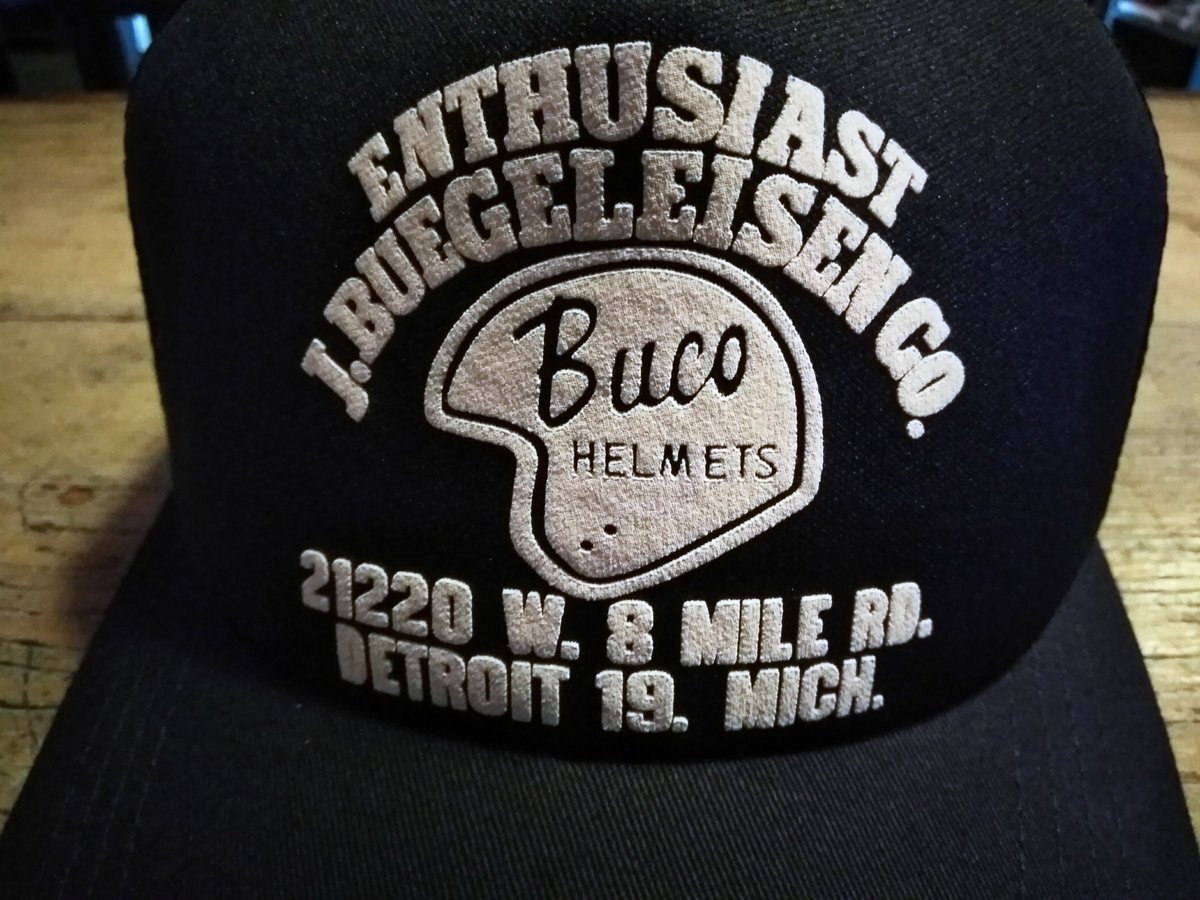 ENTHUSIAST
J.BUEGELEISEN CO.
Buco
HELMETS
21220 W. 8 MILE RD.
DETROIT 19. MICH.